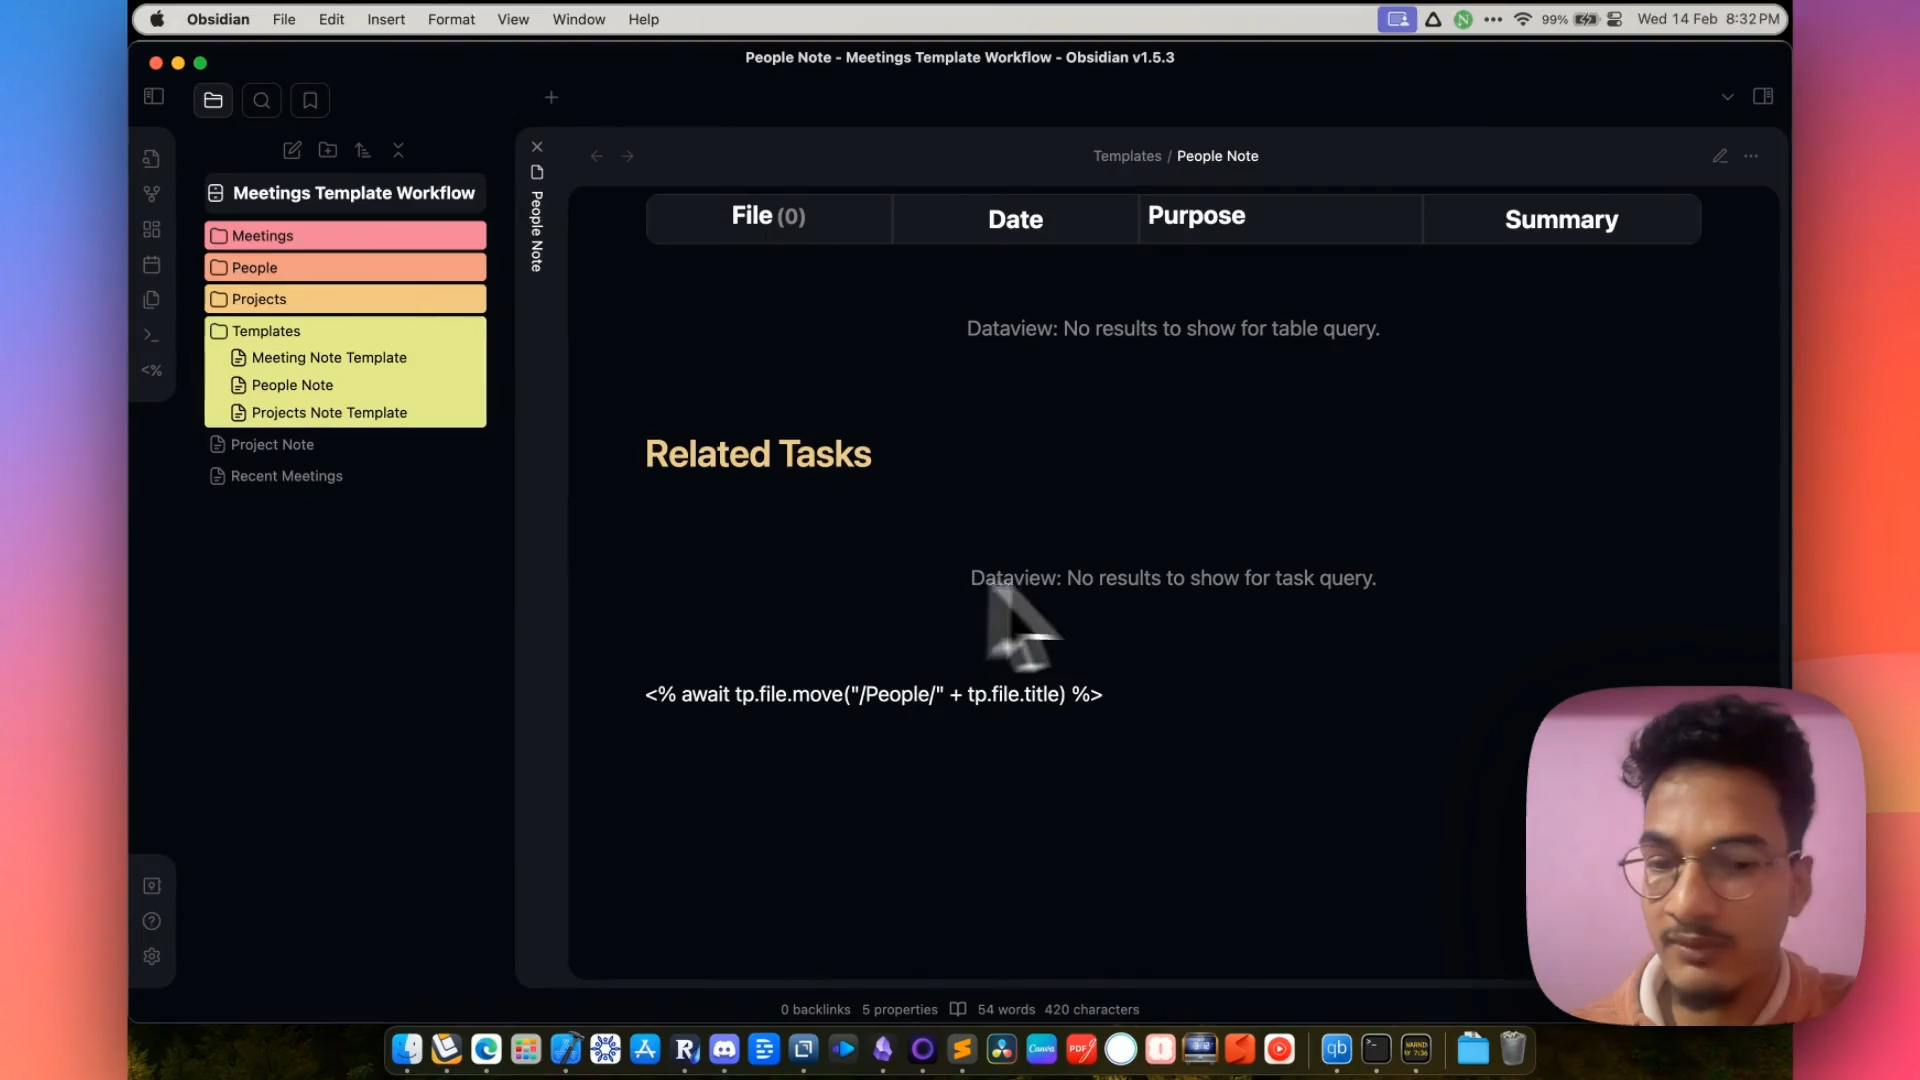 Obsidian File Edit Insert Format View Window Help
99% Wed 14 Feb 8:32 PM
People Note - Meetings Template Workflow - Obsidian v1.5.3
Templates / People Note
People Note
Meetings Template Workflow
Meetings
People
Projects
Templates
Meeting Note Template
People Note
Projects Note Template
Project Note
Recent Meetings
<%
File (0) Date Purpose Summary
Dataview: No results to show for table query.
Related Tasks
Dataview: No results to show for task query.
<% await tp.file.move("/People/" + tp.file.title) %>
0 backlinks 5 properties 54 words 420 characters
Canva
PDF
qb